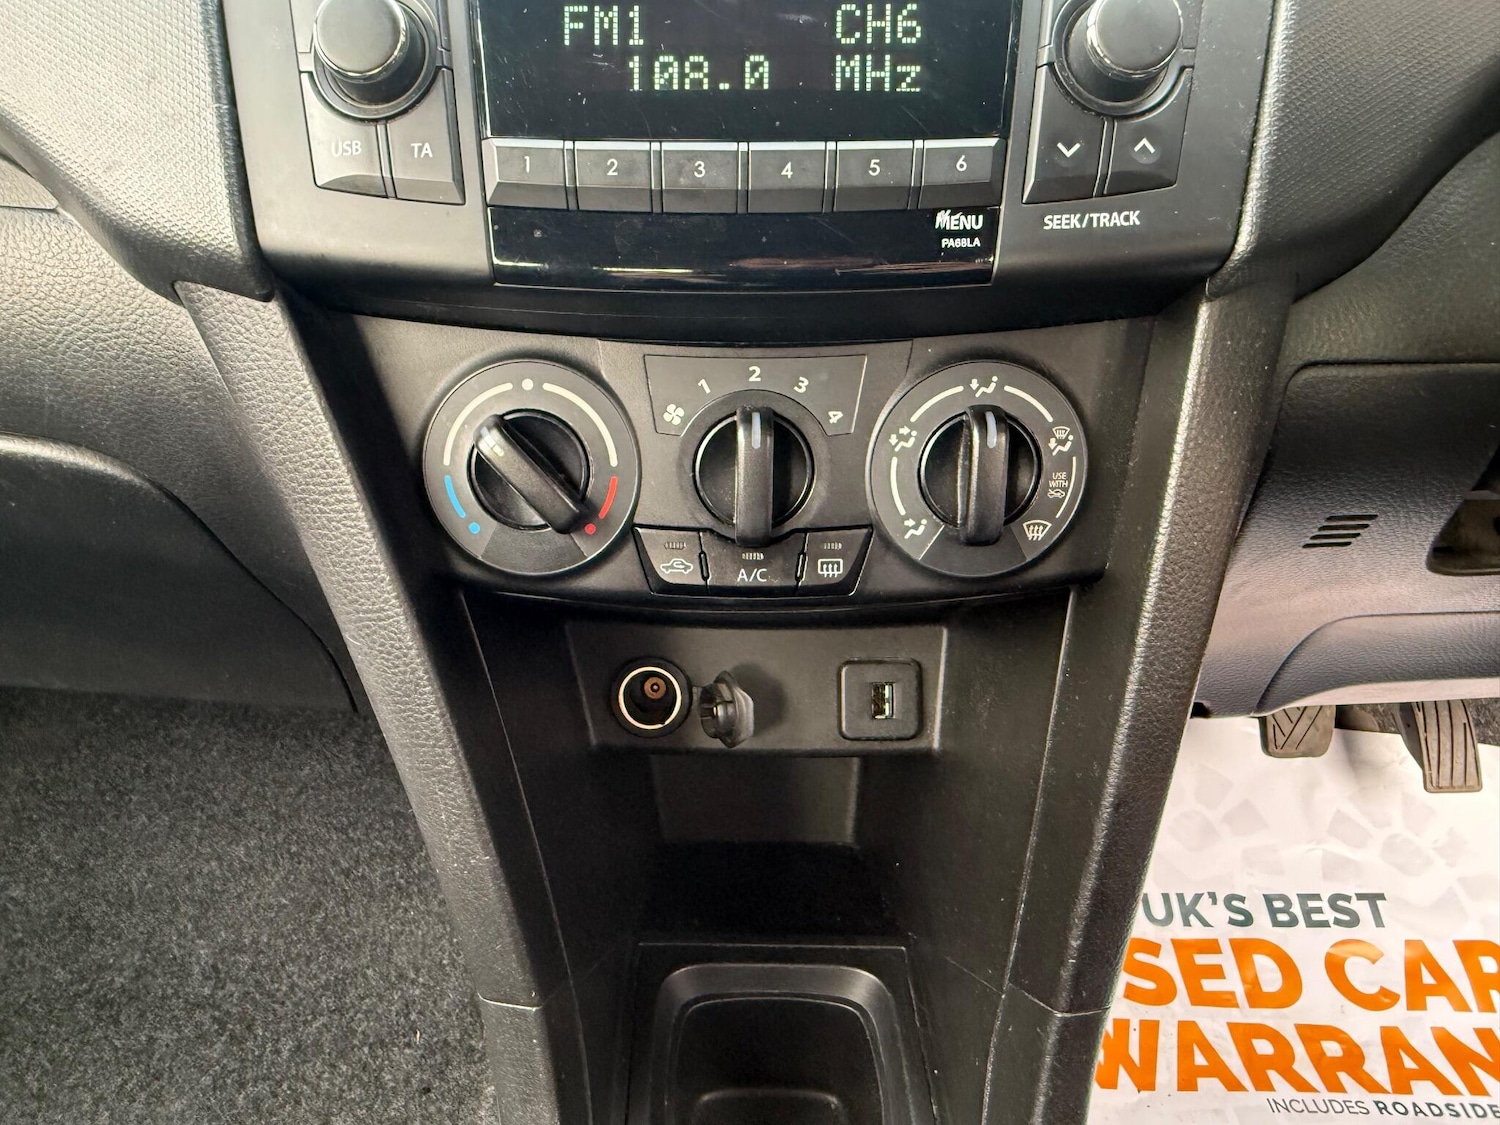 FM1 CH6
108.0 MHz
USB TA
1 2 3 4 5 6
MENU
PA68LA
SEEK/TRACK
1 2 3 4
USE
WITH
A/C
UK'S BEST
SED CAR
WARRAN
INCLUDES ROADSIDE